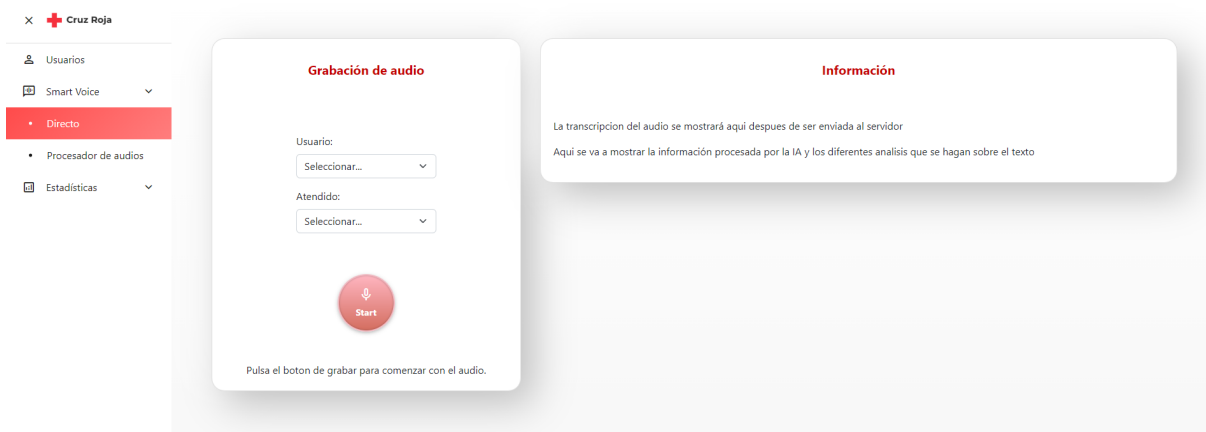 Cruz Roja
Usuarios
Smart Voice
Directo
Procesador de audios
Estadísticas
Grabación de audio
Usuario:
Seleccionar...
Atendido:
Seleccionar...
Start
Pulsa el boton de grabar para comenzar con el audio.
Información
La transcripcion del audio se mostrará aqui despues de ser enviada al servidor
Aqui se va a mostrar la información procesada por la IA y los diferentes analisis que se hagan sobre el texto